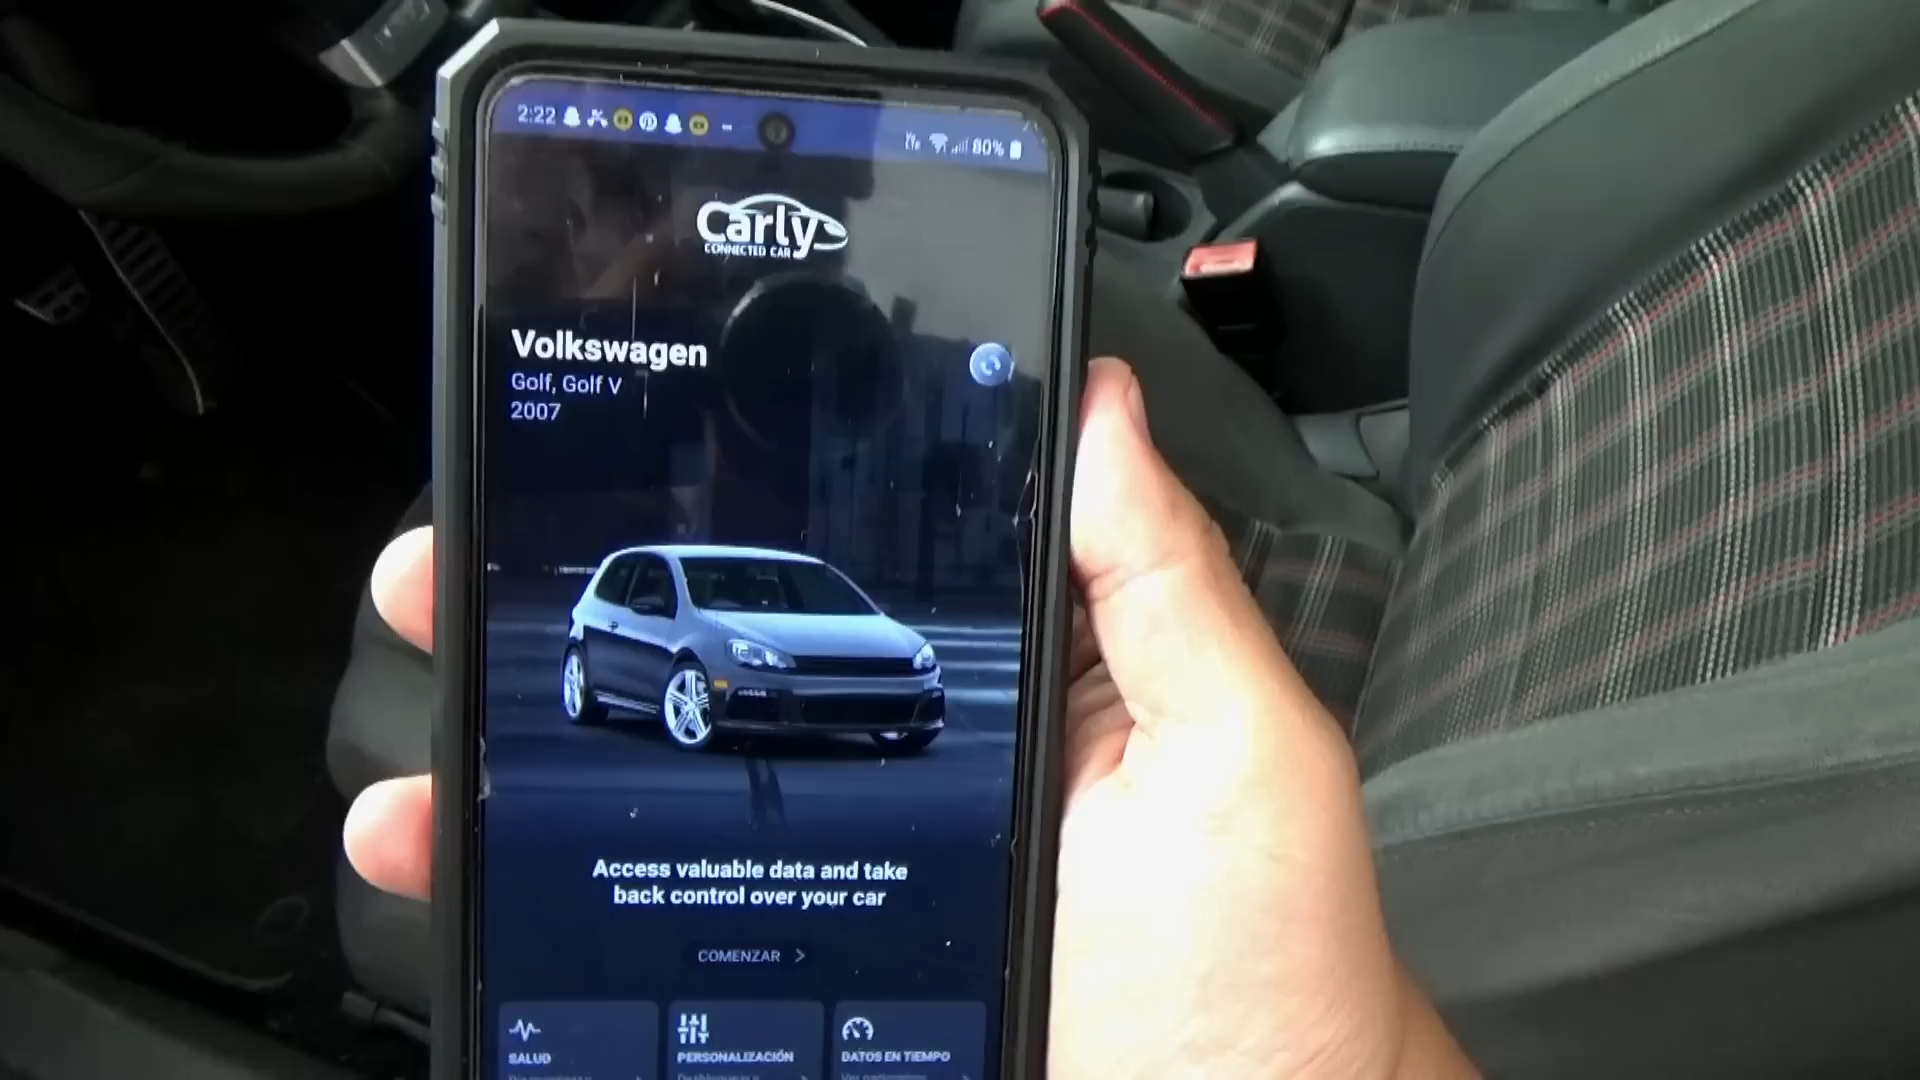 2:22
80%
Carly
CONNECTED CAR
Volkswagen
Golf, Golf V
2007
Access valuable data and take
back control over your car
COMENZAR
SALUD
PERSONALIZACIÓN
DATOS EN TIEMPO